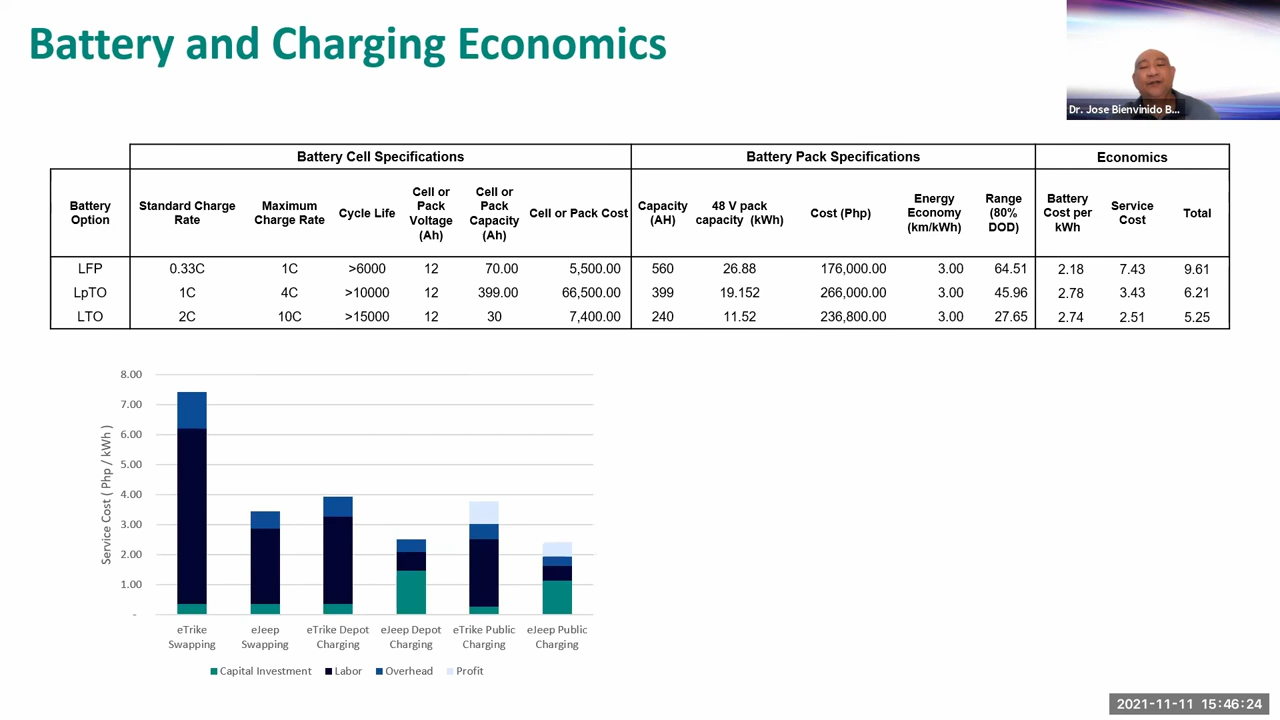 Battery and Charging Economics
Dr. Jose Bienvinido B...
Battery Cell Specifications Battery Pack Specifications Economics
Battery Option Standard Charge Rate Maximum Charge Rate Cycle Life Cell or Pack Voltage (Ah) Cell or Pack Capacity (Ah) Cell or Pack Cost Capacity (AH) 48 V pack capacity (kWh) Cost (Php) Energy Economy (km/kWh) Range (80% DOD) Battery Cost per kWh Service Cost Total
LFP 0.33C 1C >6000 12 70.00 5,500.00 560 26.88 176,000.00 3.00 64.51 2.18 7.43 9.61
LpTO 1C 4C >10000 12 399.00 66,500.00 399 19.152 266,000.00 3.00 45.96 2.78 3.43 6.21
LTO 2C 10C >15000 12 30 7,400.00 240 11.52 236,800.00 3.00 27.65 2.74 2.51 5.25
Service Cost ( Php / kWh )
8.00
7.00
6.00
5.00
4.00
3.00
2.00
1.00
-
eTrike Swapping eJeep Swapping eTrike Depot Charging eJeep Depot Charging eTrike Public Charging eJeep Public Charging
Capital Investment Labor Overhead Profit
2021-11-11 15:46:24